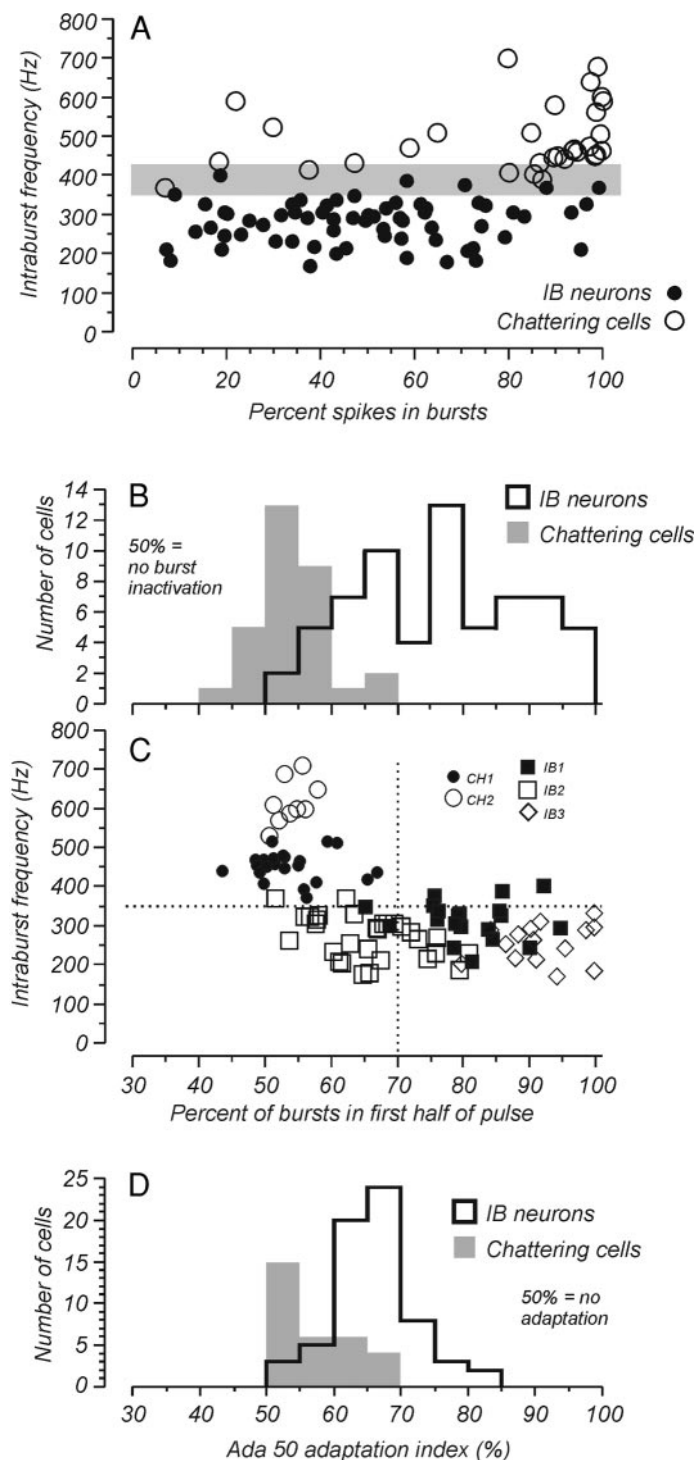 A
800
700
600
500
400
300
200
100
0
Intraburst frequency (Hz)
IB neurons
Chattering cells
0 20 40 60 80 100
Percent spikes in bursts
B
14
12
10
8
6
4
2
0
Number of cells
50% =
no burst
inactivation
IB neurons
Chattering cells
C
800
700
600
500
400
300
200
100
0
Intraburst frequency (Hz)
CH1
CH2
IB1
IB2
IB3
30 40 50 60 70 80 90 100
Percent of bursts in first half of pulse
D
25
20
15
10
5
0
Number of cells
IB neurons
Chattering cells
50% = no
adaptation
30 40 50 60 70 80 90 100
Ada 50 adaptation index (%)